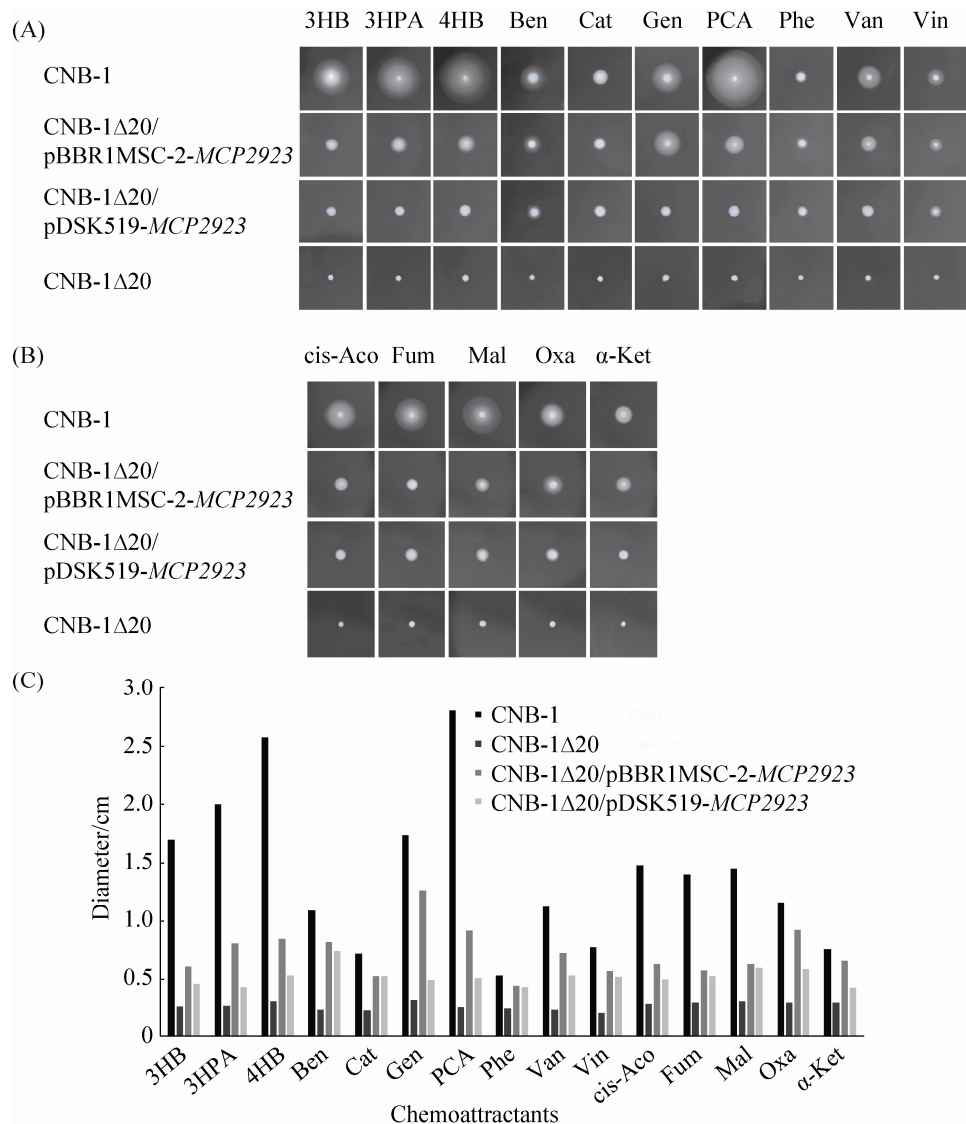 (A)
3HB 3HPA 4HB Ben Cat Gen PCA Phe Van Vin
CNB-1
CNB-1Δ20/
pBBR1MSC-2-MCP2923
CNB-1Δ20/
pDSK519-MCP2923
CNB-1Δ20
(B)
cis-Aco Fum Mal Oxa α-Ket
CNB-1
CNB-1Δ20/
pBBR1MSC-2-MCP2923
CNB-1Δ20/
pDSK519-MCP2923
CNB-1Δ20
(C)
3.0
2.5
2.0
1.5
1.0
0.5
0
Diameter/cm
CNB-1
CNB-1Δ20
CNB-1Δ20/pBBR1MSC-2-MCP2923
CNB-1Δ20/pDSK519-MCP2923
3HB 3HPA 4HB Ben Cat Gen PCA Phe Van Vin cis-Aco Fum Mal Oxa α-Ket
Chemoattractants